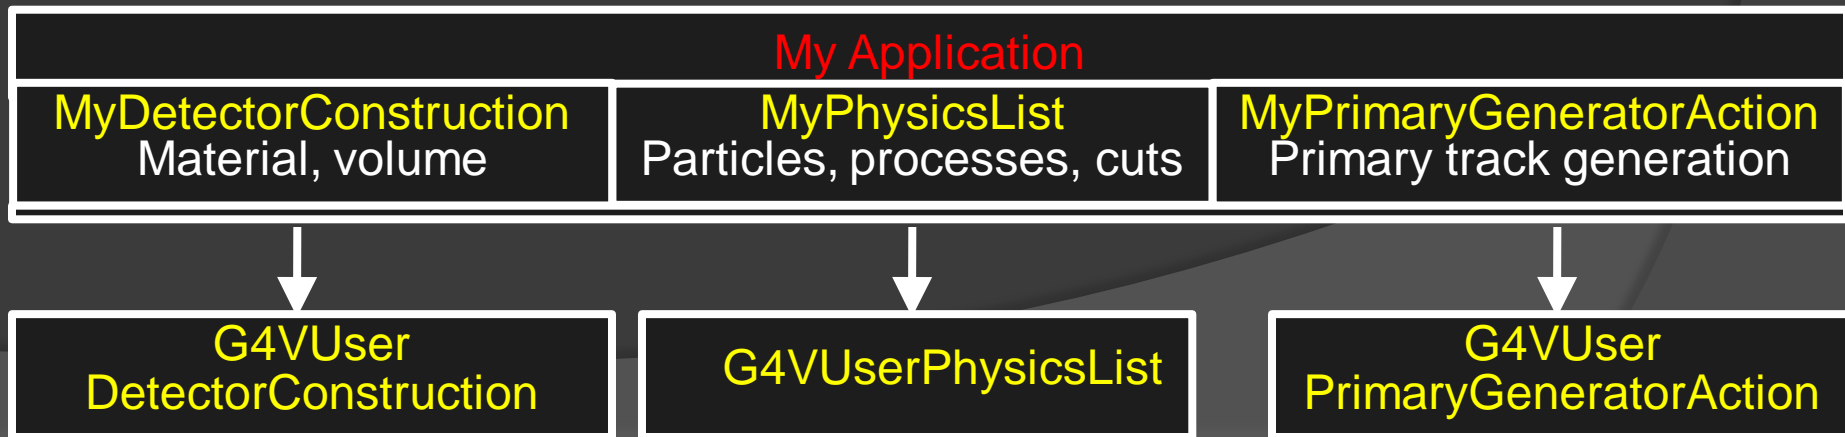 My Application
MyDetectorConstruction
Material, volume
MyPhysicsList
Particles, processes, cuts
MyPrimaryGeneratorAction
Primary track generation
G4VUser
DetectorConstruction
G4VUserPhysicsList
G4VUser
PrimaryGeneratorAction